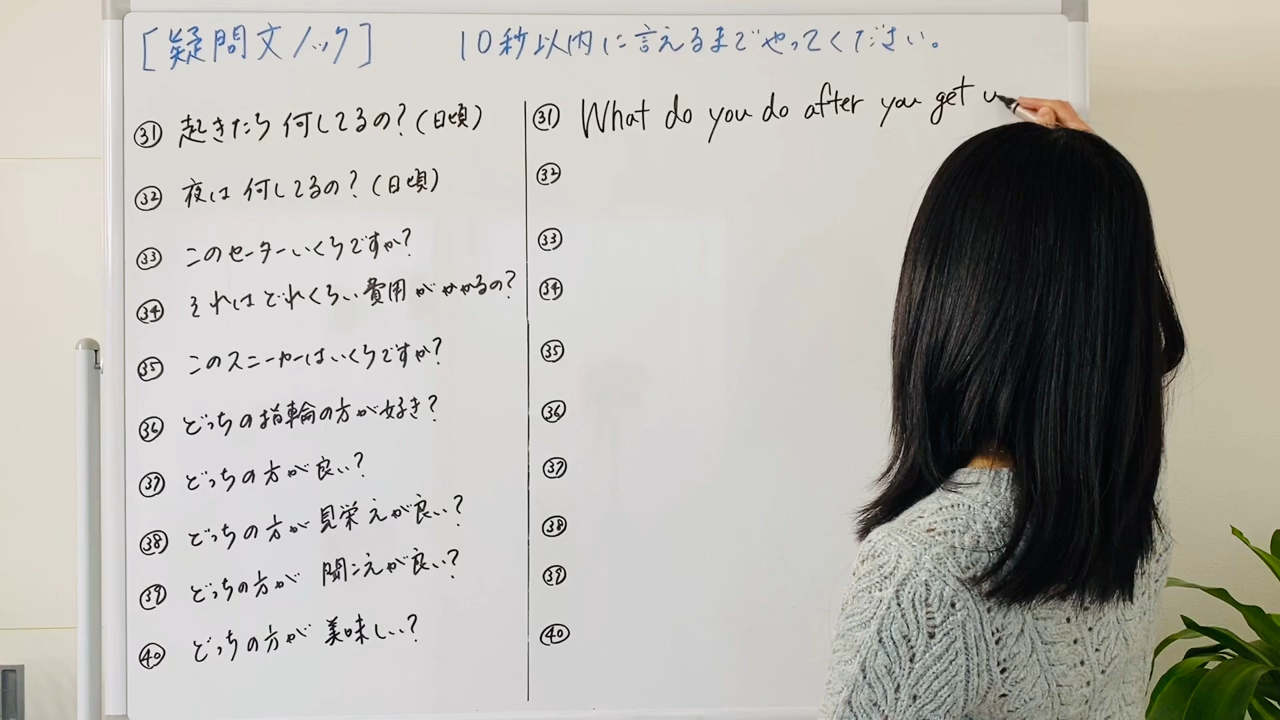 [疑問文ノック] 10秒以内に言えるまでやってください。
㉛ 起きたら何してるの?(日頃)
㉜ 夜は何してるの?(日頃)
㉝ このセーターいくらですか?
㉞ それはどれくらい費用がかかるの?
㉟ このスニーカーはいくらですか?
㊱ どっちの指輪の方が好き?
㊲ どっちの方が良い?
㊳ どっちの方が見栄えが良い?
㊴ どっちの方が聞こえが良い?
㊵ どっちの方が美味しい?
㉛ What do you do after you get u
㉜
㉝
㉞
㉟
㊱
㊲
㊳
㊴
㊵